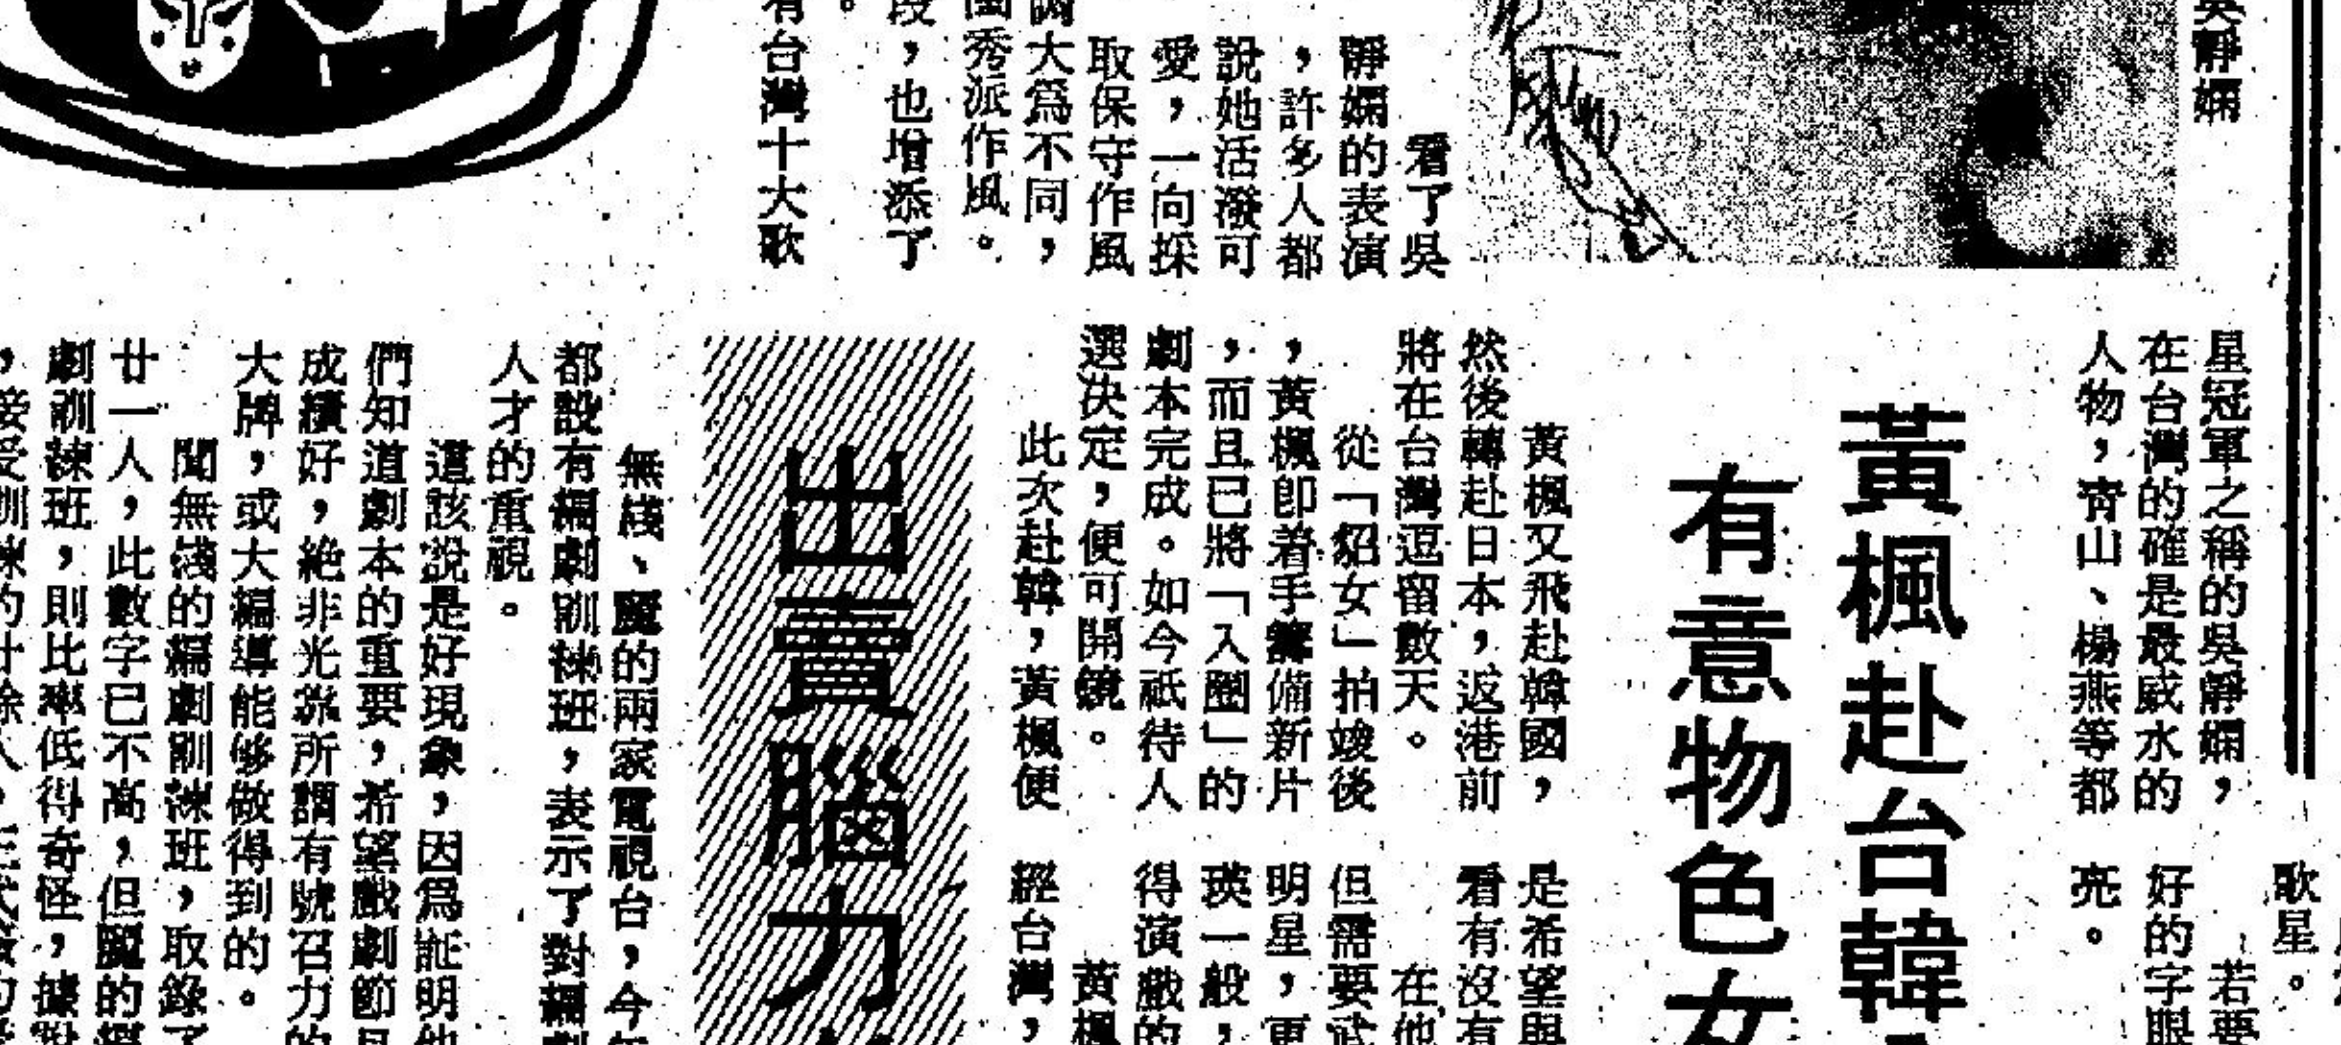 吳靜嫻
看了吳
靜嫻的表演
，許多人都
說她活潑可
愛，一向採
取保守作風
大爲不同，
秀派作風。
段，也增添了
有台灣十大歌
星冠軍之稱的吳靜嫻，
在台灣的確是最威水的
人物，靑山、楊燕等都
歌星。
若要
好的字眼
亮。
黃楓赴台韓
有意物色女
黃楓又飛赴韓國，
然後轉赴日本，返港前
將在台灣逗留數天。
從「貂女」拍竣後
，黃楓卽着手籌備新片
，而且已將「入圈」的
劇本完成。如今祇待人
選决定，便可開鏡。
此次赴韓，黃楓便
是希望與
看有沒有
在他
但需要武
明星，更
瑛一般，
得演戲的
黃楓
經台灣，
出賣腦力
無綫、麗的兩家電視台，今年
都設有編劇訓練班，表示了對編劇
人才的重視。
這該說是好現象，因爲証明他
們知道劇本的重要，希望戲劇節目
成績好，絕非光靠所謂有號召力的
大牌，或大編導能够做得到的。
聞無綫的編劇訓練班，取錄了
廿一人，此數字已不高，但麗的編
劇訓練班，則比率低得奇怪，據說
，接受訓練的廿餘人，